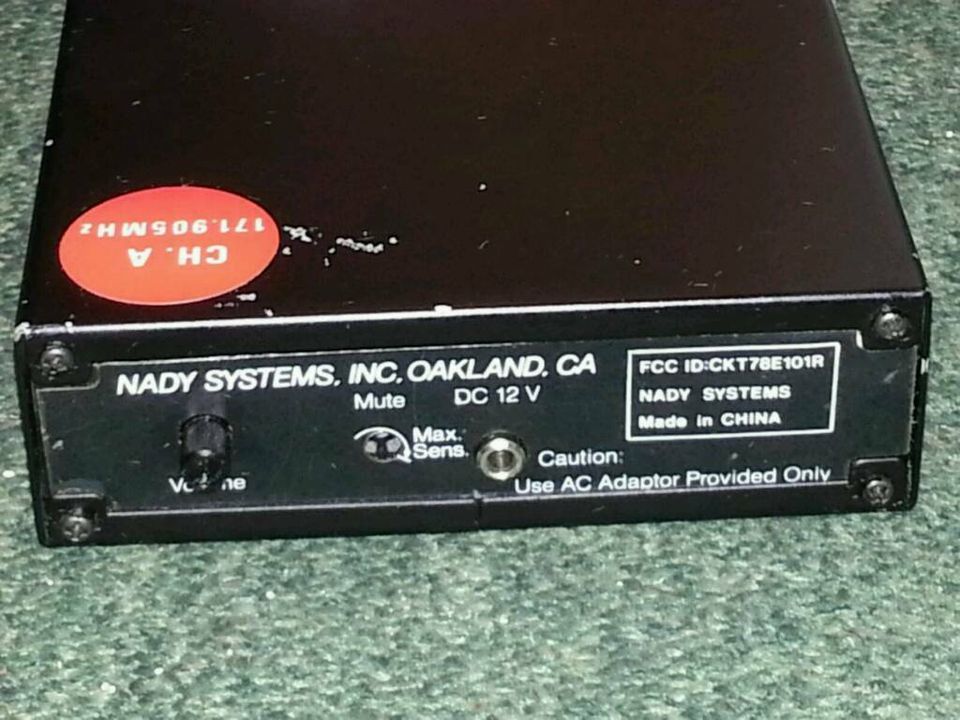 CH. A
171.905MHz
NADY SYSTEMS, INC. OAKLAND, CA
Mute
DC 12 V
FCC ID:CKT78E101R
NADY SYSTEMS
Made in CHINA
Max.
Sens.
Volume
Caution:
Use AC Adaptor Provided Only